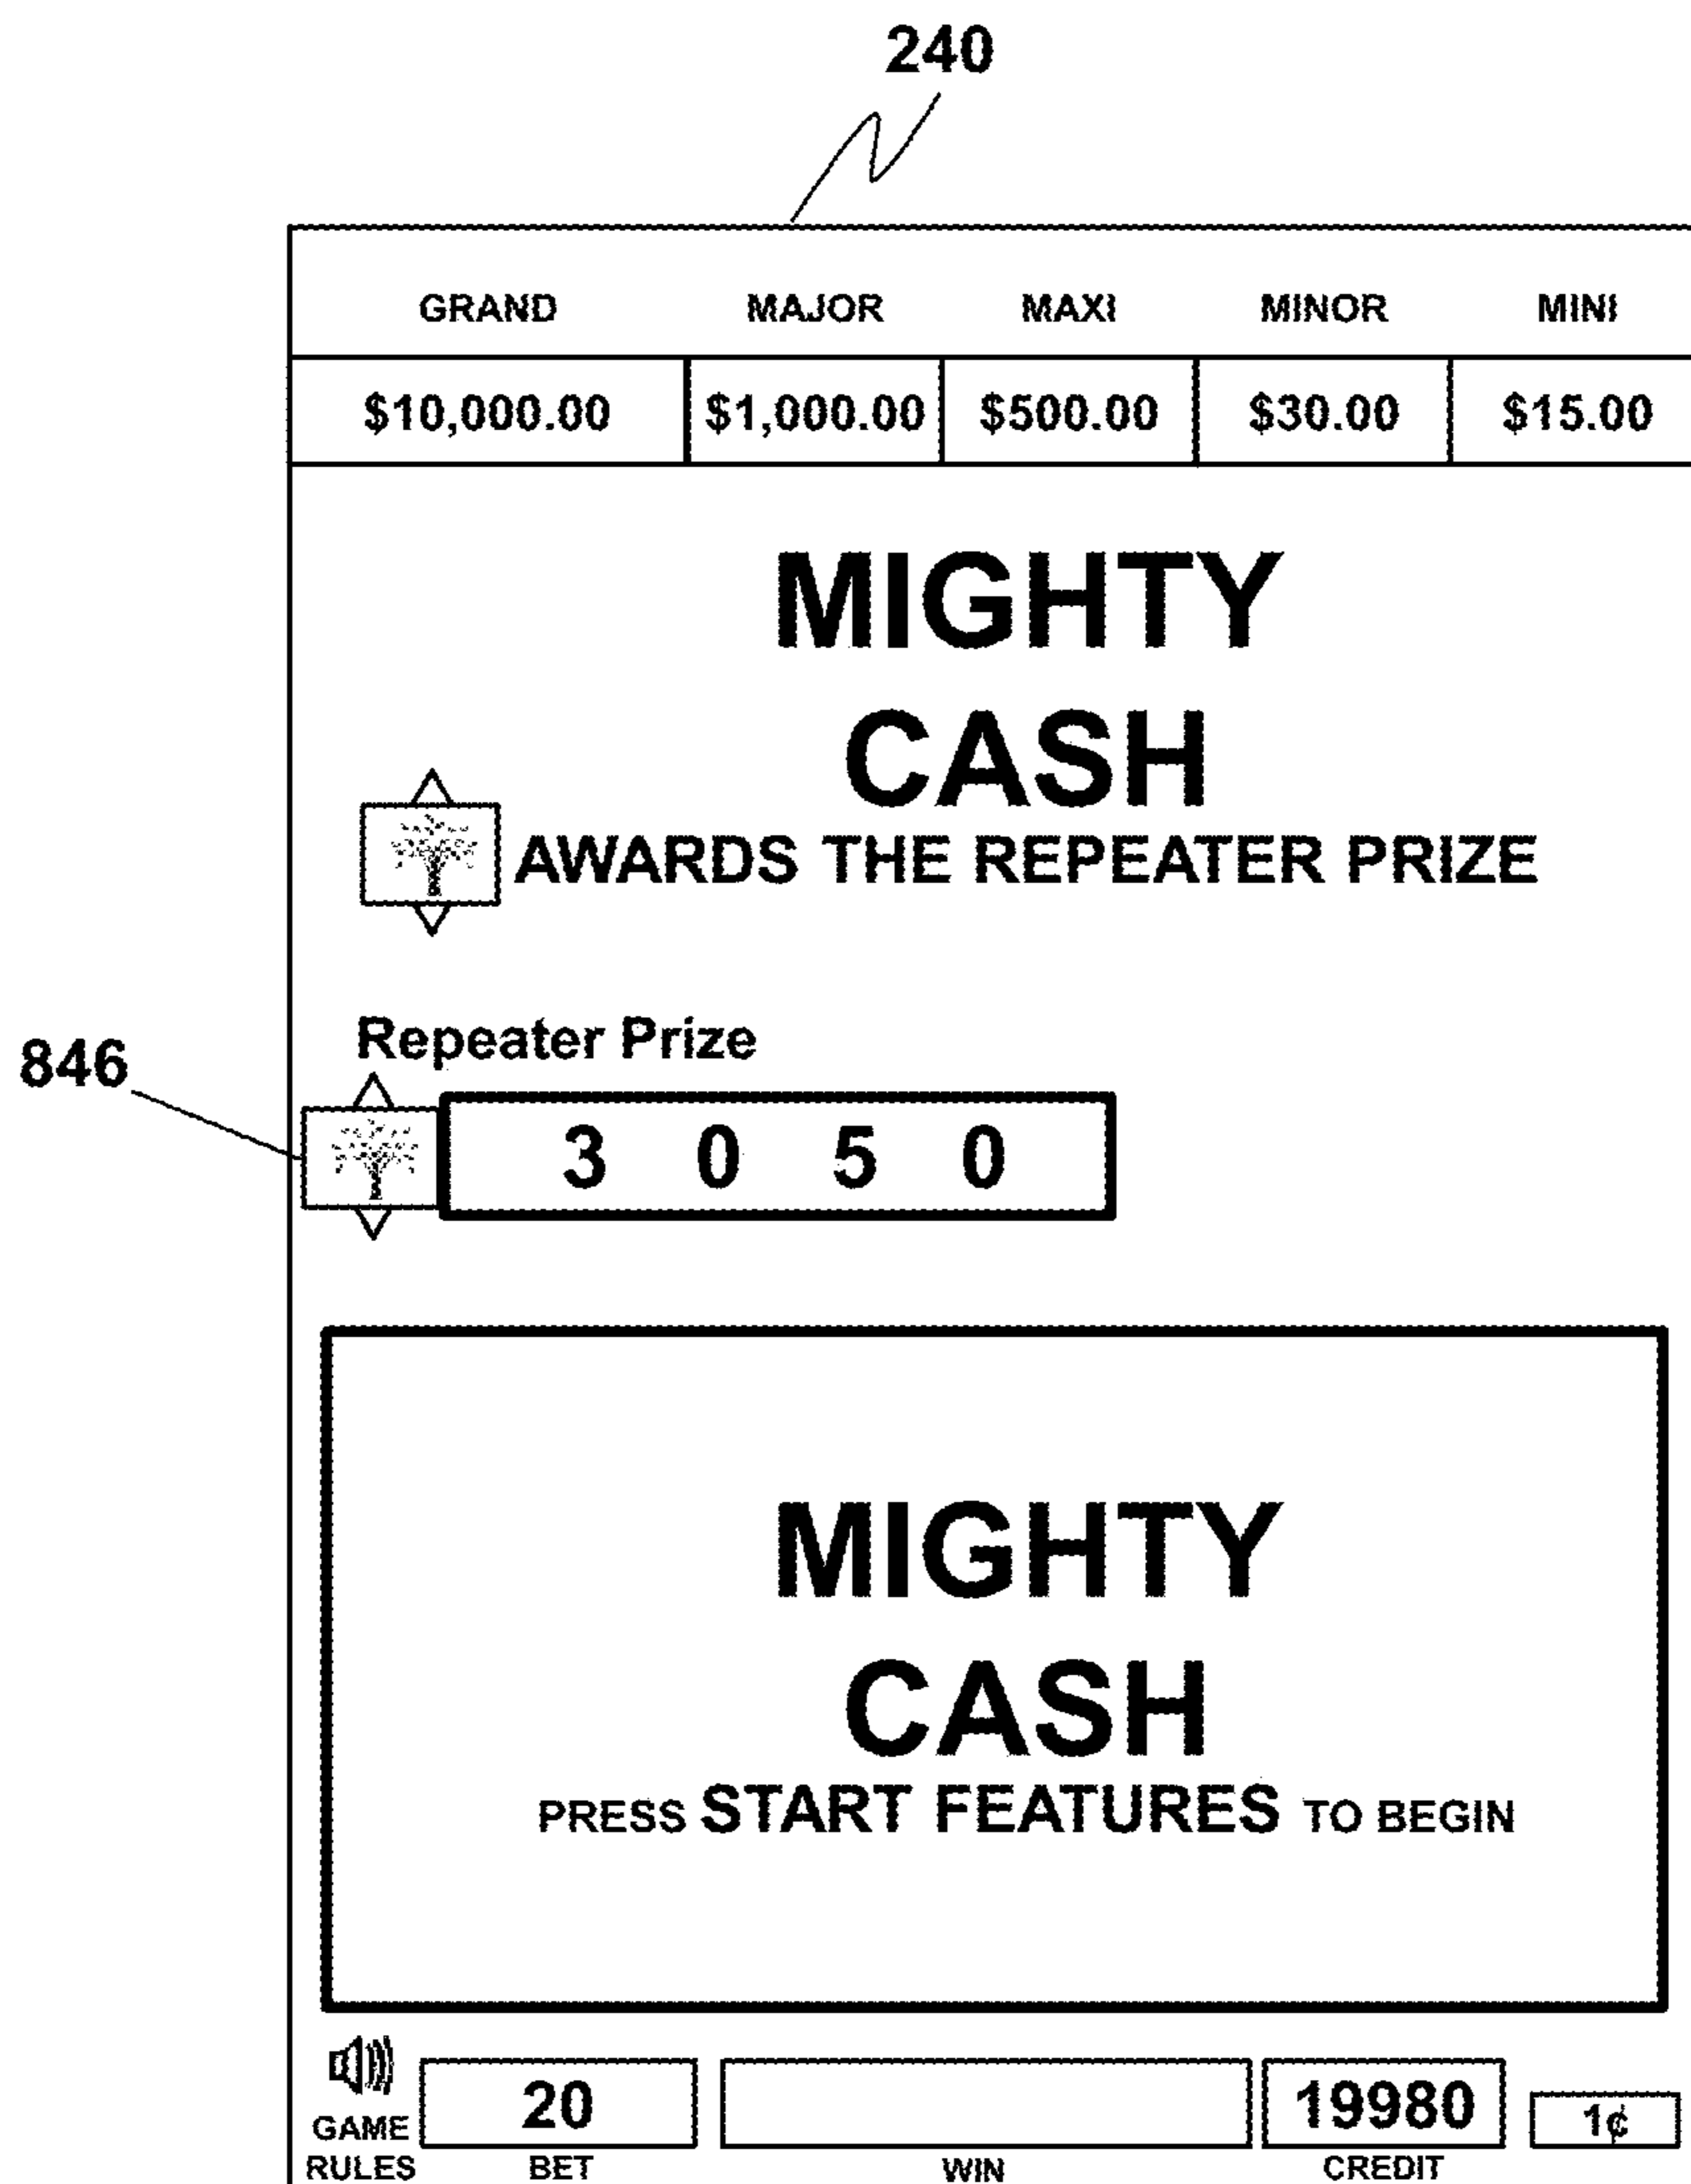 240
GRAND MAJOR MAXI MINOR MINI
$10,000.00 $1,000.00 $500.00 $30.00 $15.00
MIGHTY
CASH
AWARDS THE REPEATER PRIZE
Repeater Prize
846
3 0 5 0
MIGHTY
CASH
PRESS START FEATURES TO BEGIN
20 19980 1¢
GAME
RULES BET WIN CREDIT